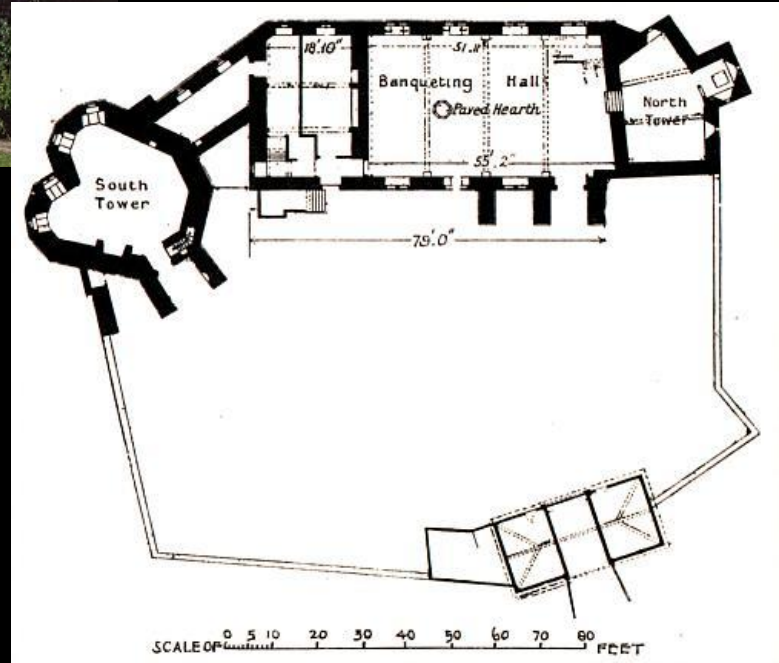 18'.10"
51.8
Banqueting Hall
Paved Hearth
North
Tower
55'.2"
South
Tower
79'.0"
0 5 10 20 30 40 50 60 70 80
SCALE OF FEET